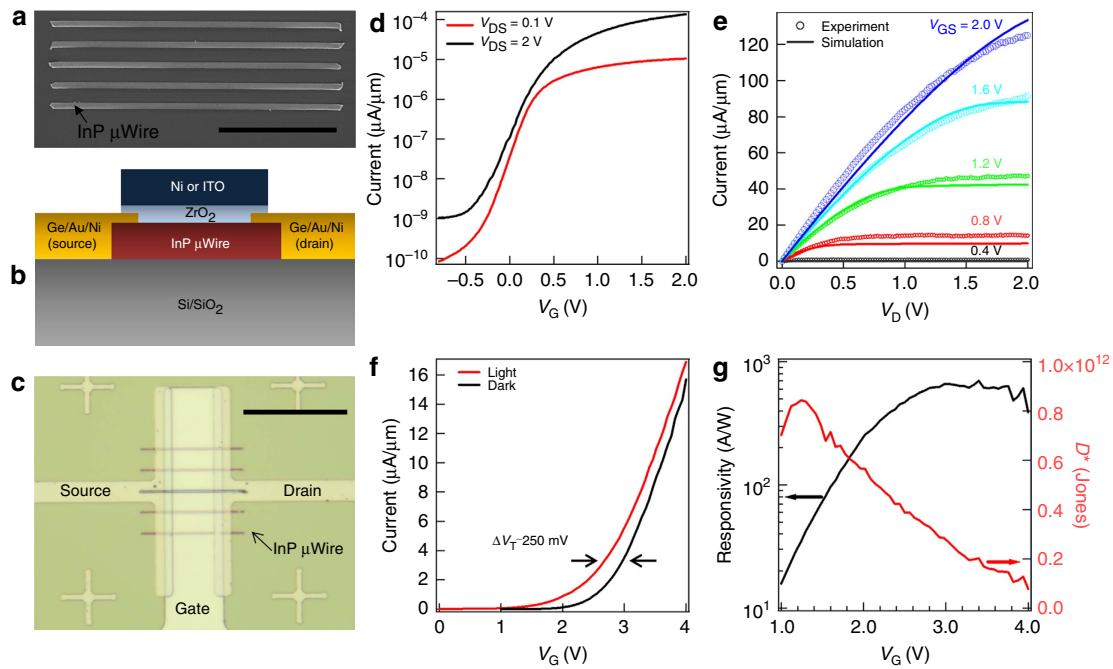 a
InP μWire
b
Ni or ITO
ZrO2
Ge/Au/Ni
(source)
InP μWire
Ge/Au/Ni
(drain)
Si/SiO2
c
Source
Drain
InP μWire
Gate
d
VDS = 0.1 V
VDS = 2 V
Current (μA/μm)
10−4
10−5
10−6
10−7
10−8
10−9
10−10
−0.5 0.0 0.5 1.0 1.5 2.0
VG (V)
e
Experiment
Simulation
VGS = 2.0 V
1.6 V
1.2 V
0.8 V
0.4 V
Current (μA/μm)
120
100
80
60
40
20
0
0.0 0.5 1.0 1.5 2.0
VD (V)
f
Light
Dark
ΔVT~250 mV
Current (μA/μm)
16
14
12
10
8
6
4
2
0
0 1 2 3 4
VG (V)
g
Responsivity (A/W)
103
102
101
1.0 2.0 3.0 4.0
VG (V)
1.0×1012
0.8
0.6
0.4
0.2
0.0
D* (Jones)